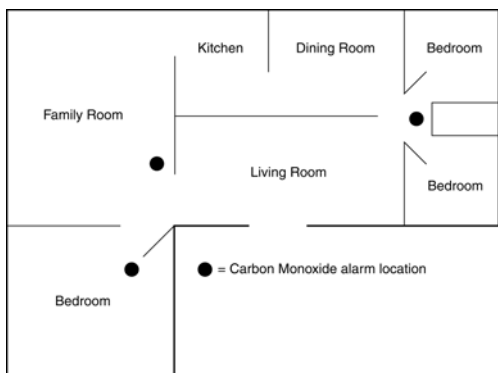 Kitchen
Dining Room
Bedroom
Family Room
Living Room
Bedroom
= Carbon Monoxide alarm location
Bedroom